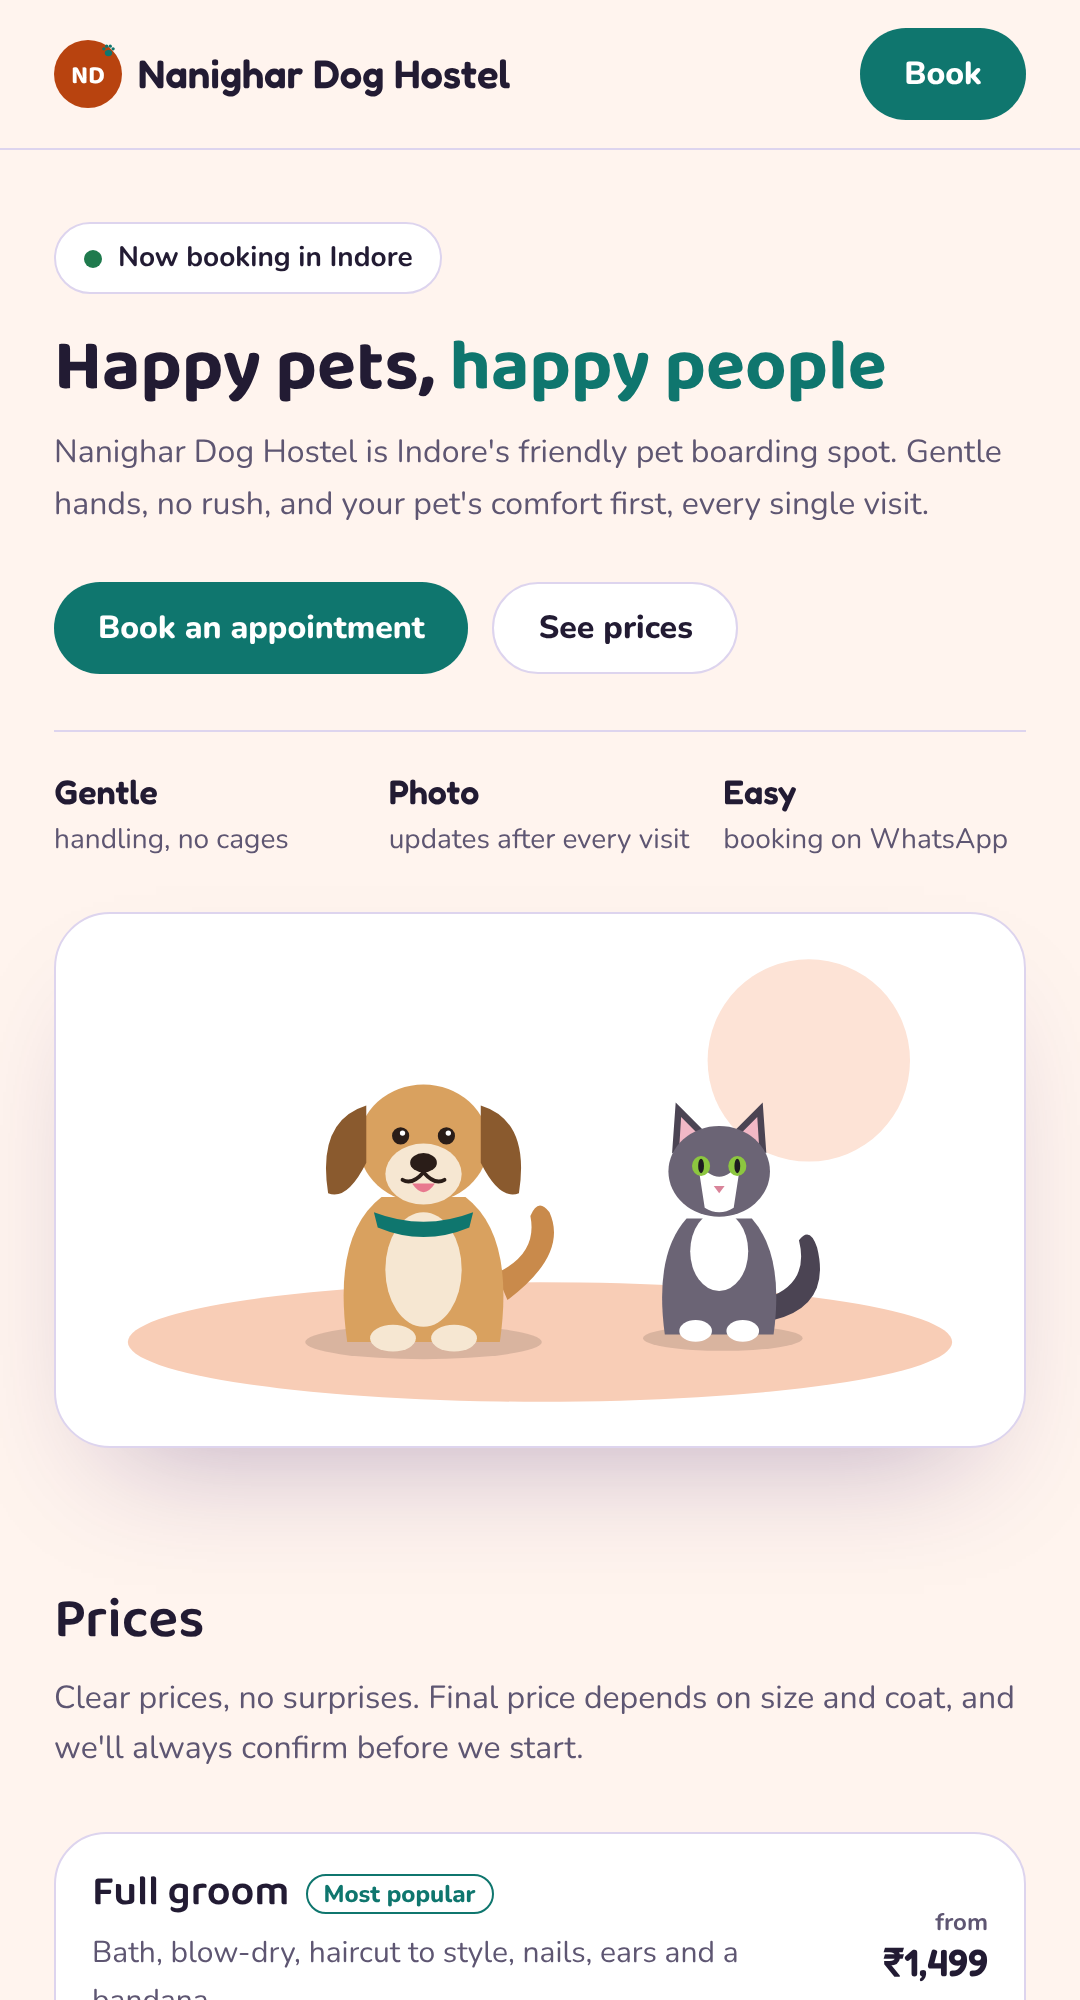 ND
Nanighar Dog Hostel
Book
Now booking in Indore
Happy pets, happy people
Nanighar Dog Hostel is Indore's friendly pet boarding spot. Gentle
hands, no rush, and your pet's comfort first, every single visit.
Book an appointment
See prices
Gentle
handling, no cages
Photo
updates after every visit
Easy
booking on WhatsApp
Prices
Clear prices, no surprises. Final price depends on size and coat, and
we'll always confirm before we start.
Full groom
Most popular
Bath, blow-dry, haircut to style, nails, ears and a
bandana
from
₹1,499